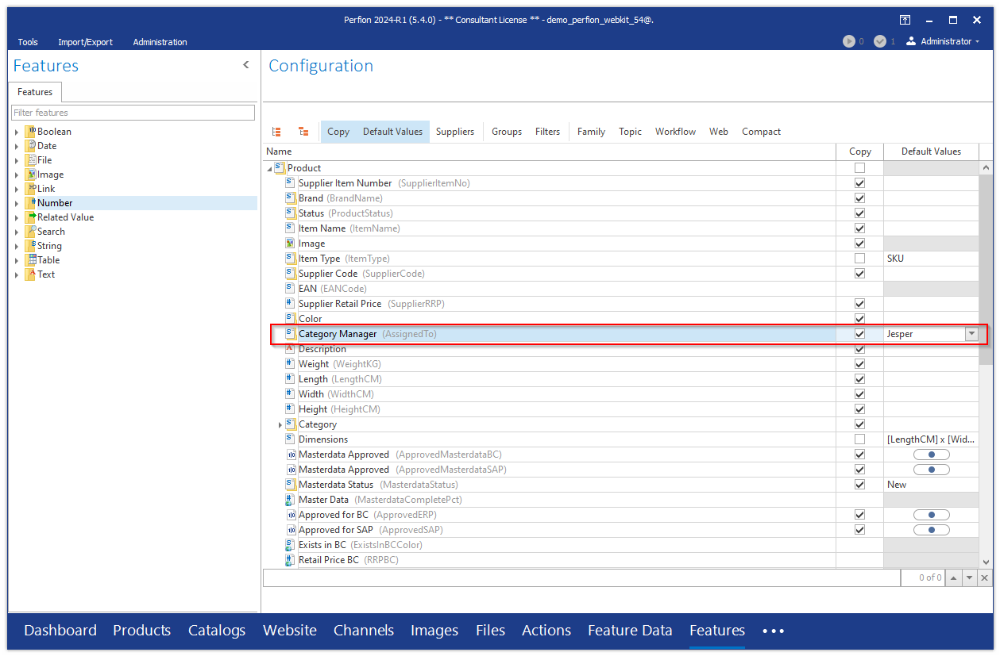 Perfion 2024-R1 (5.4.0) - ** Consultant License ** - demo_perfion_webkit_54@.
Tools Import/Export Administration 0 1 Administrator
Features
Configuration
Features
Filter features
Boolean
Date
File
Image
Link
Number
Related Value
Search
String
Table
Text
Copy Default Values Suppliers Groups Filters Family Topic Workflow Web Compact
Name Copy Default Values
Product
Supplier Item Number (SupplierItemNo)
Brand (BrandName)
Status (ProductStatus)
Item Name (ItemName)
Image
Item Type (ItemType) SKU
Supplier Code (SupplierCode)
EAN (EANCode)
Supplier Retail Price (SupplierRRP)
Color
Category Manager (AssignedTo) Jesper
Description
Weight (WeightKG)
Length (LengthCM)
Width (WidthCM)
Height (HeightCM)
Category
Dimensions [LengthCM] x [Wid...
Masterdata Approved (ApprovedMasterdataBC)
Masterdata Approved (ApprovedMasterdataSAP)
Masterdata Status (MasterdataStatus) New
Master Data (MasterdataCompletePct)
Approved for BC (ApprovedERP)
Approved for SAP (ApprovedSAP)
Exists in BC (ExistsInBCColor)
Retail Price BC (RRPBC)
0 of 0
Dashboard Products Catalogs Website Channels Images Files Actions Feature Data Features •••